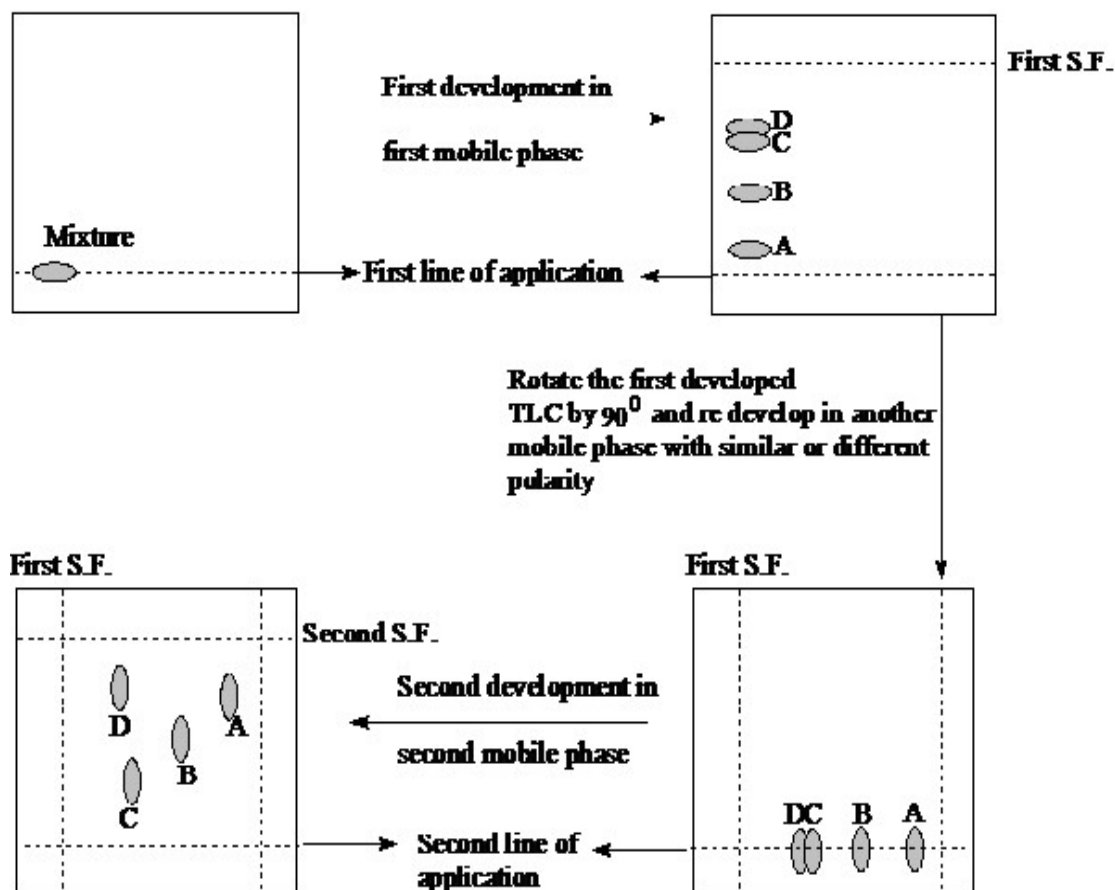 First development in
first mobile phase
First S.F.
D
C
B
A
Mixture
First line of application
Rotate the first developed
TLC by 90⁰ and re develop in another
mobile phase with similar or different
polarity
First S.F.
First S.F.
Second S.F.
Second development in
second mobile phase
D
A
B
C
DC B A
Second line of
application